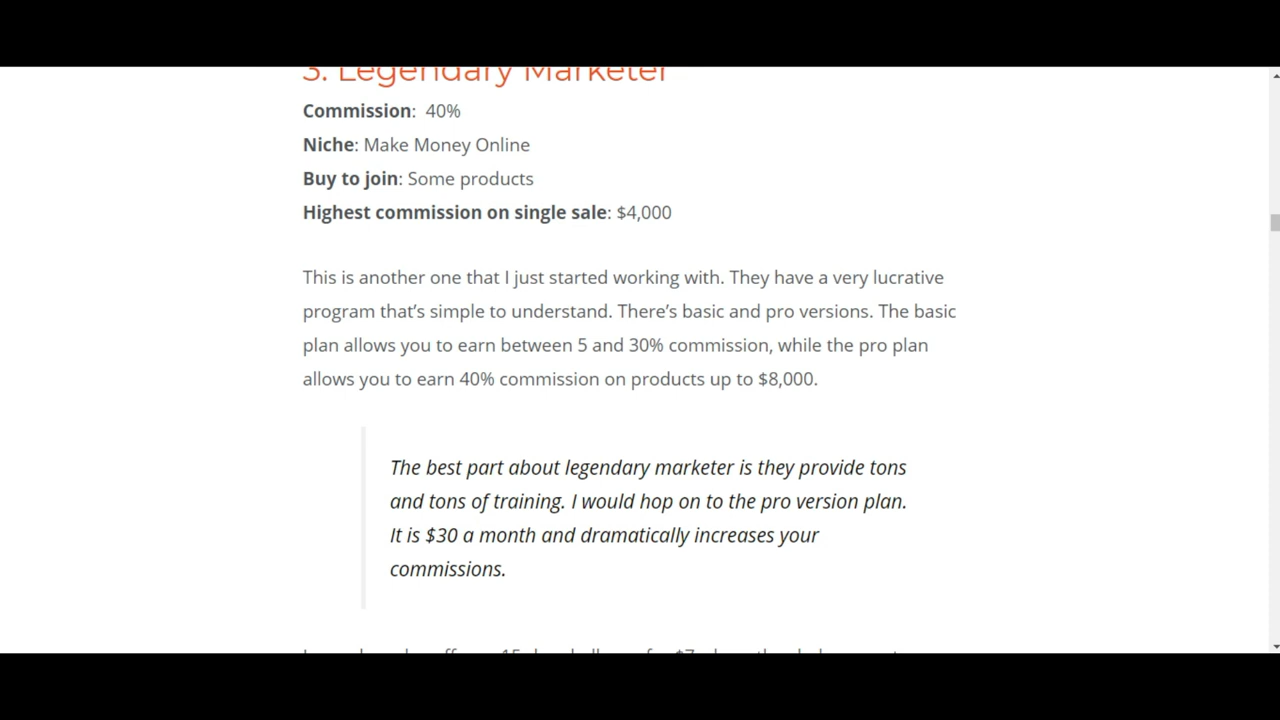 3. Legendary Marketer
Commission: 40%
Niche: Make Money Online
Buy to join: Some products
Highest commission on single sale: $4,000
This is another one that I just started working with. They have a very lucrative
program that's simple to understand. There's basic and pro versions. The basic
plan allows you to earn between 5 and 30% commission, while the pro plan
allows you to earn 40% commission on products up to $8,000.
The best part about legendary marketer is they provide tons
and tons of training. I would hop on to the pro version plan.
It is $30 a month and dramatically increases your
commissions.